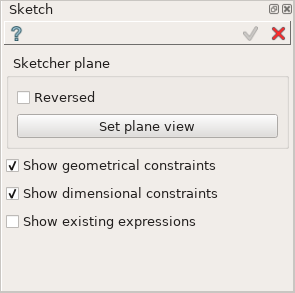 Sketch
Sketcher plane
Reversed
Set plane view
Show geometrical constraints
Show dimensional constraints
Show existing expressions